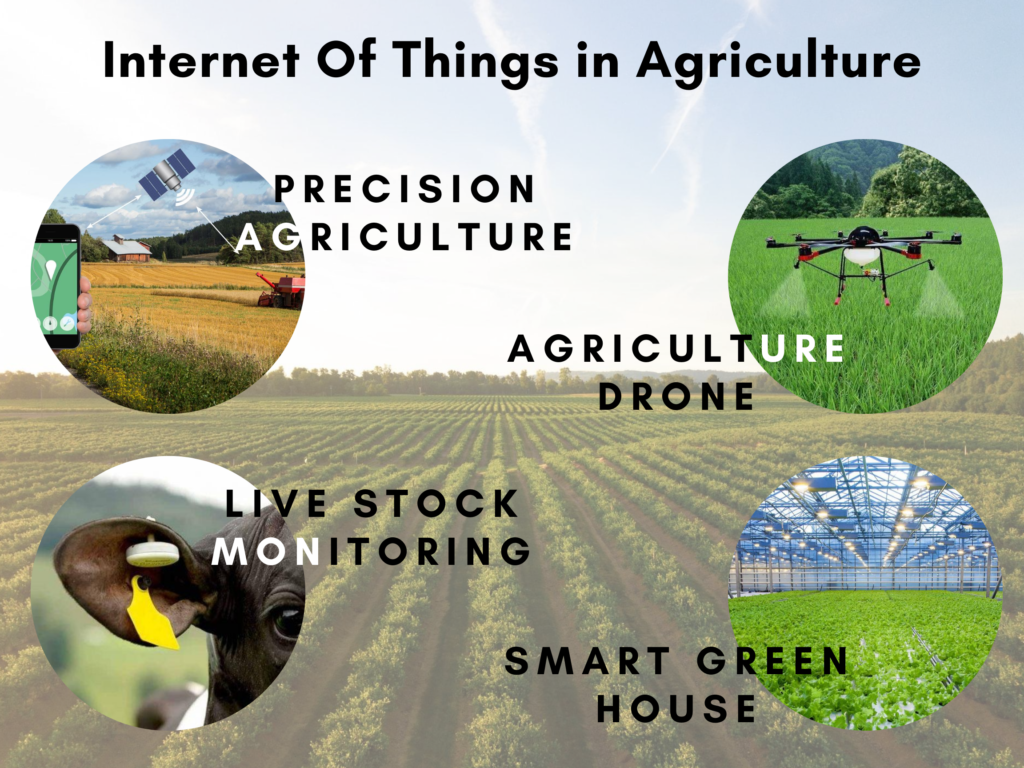 Internet Of Things in Agriculture
PRECISION
AGRICULTURE
AGRICULTURE
DRONE
LIVE STOCK
MONITORING
SMART GREEN
HOUSE